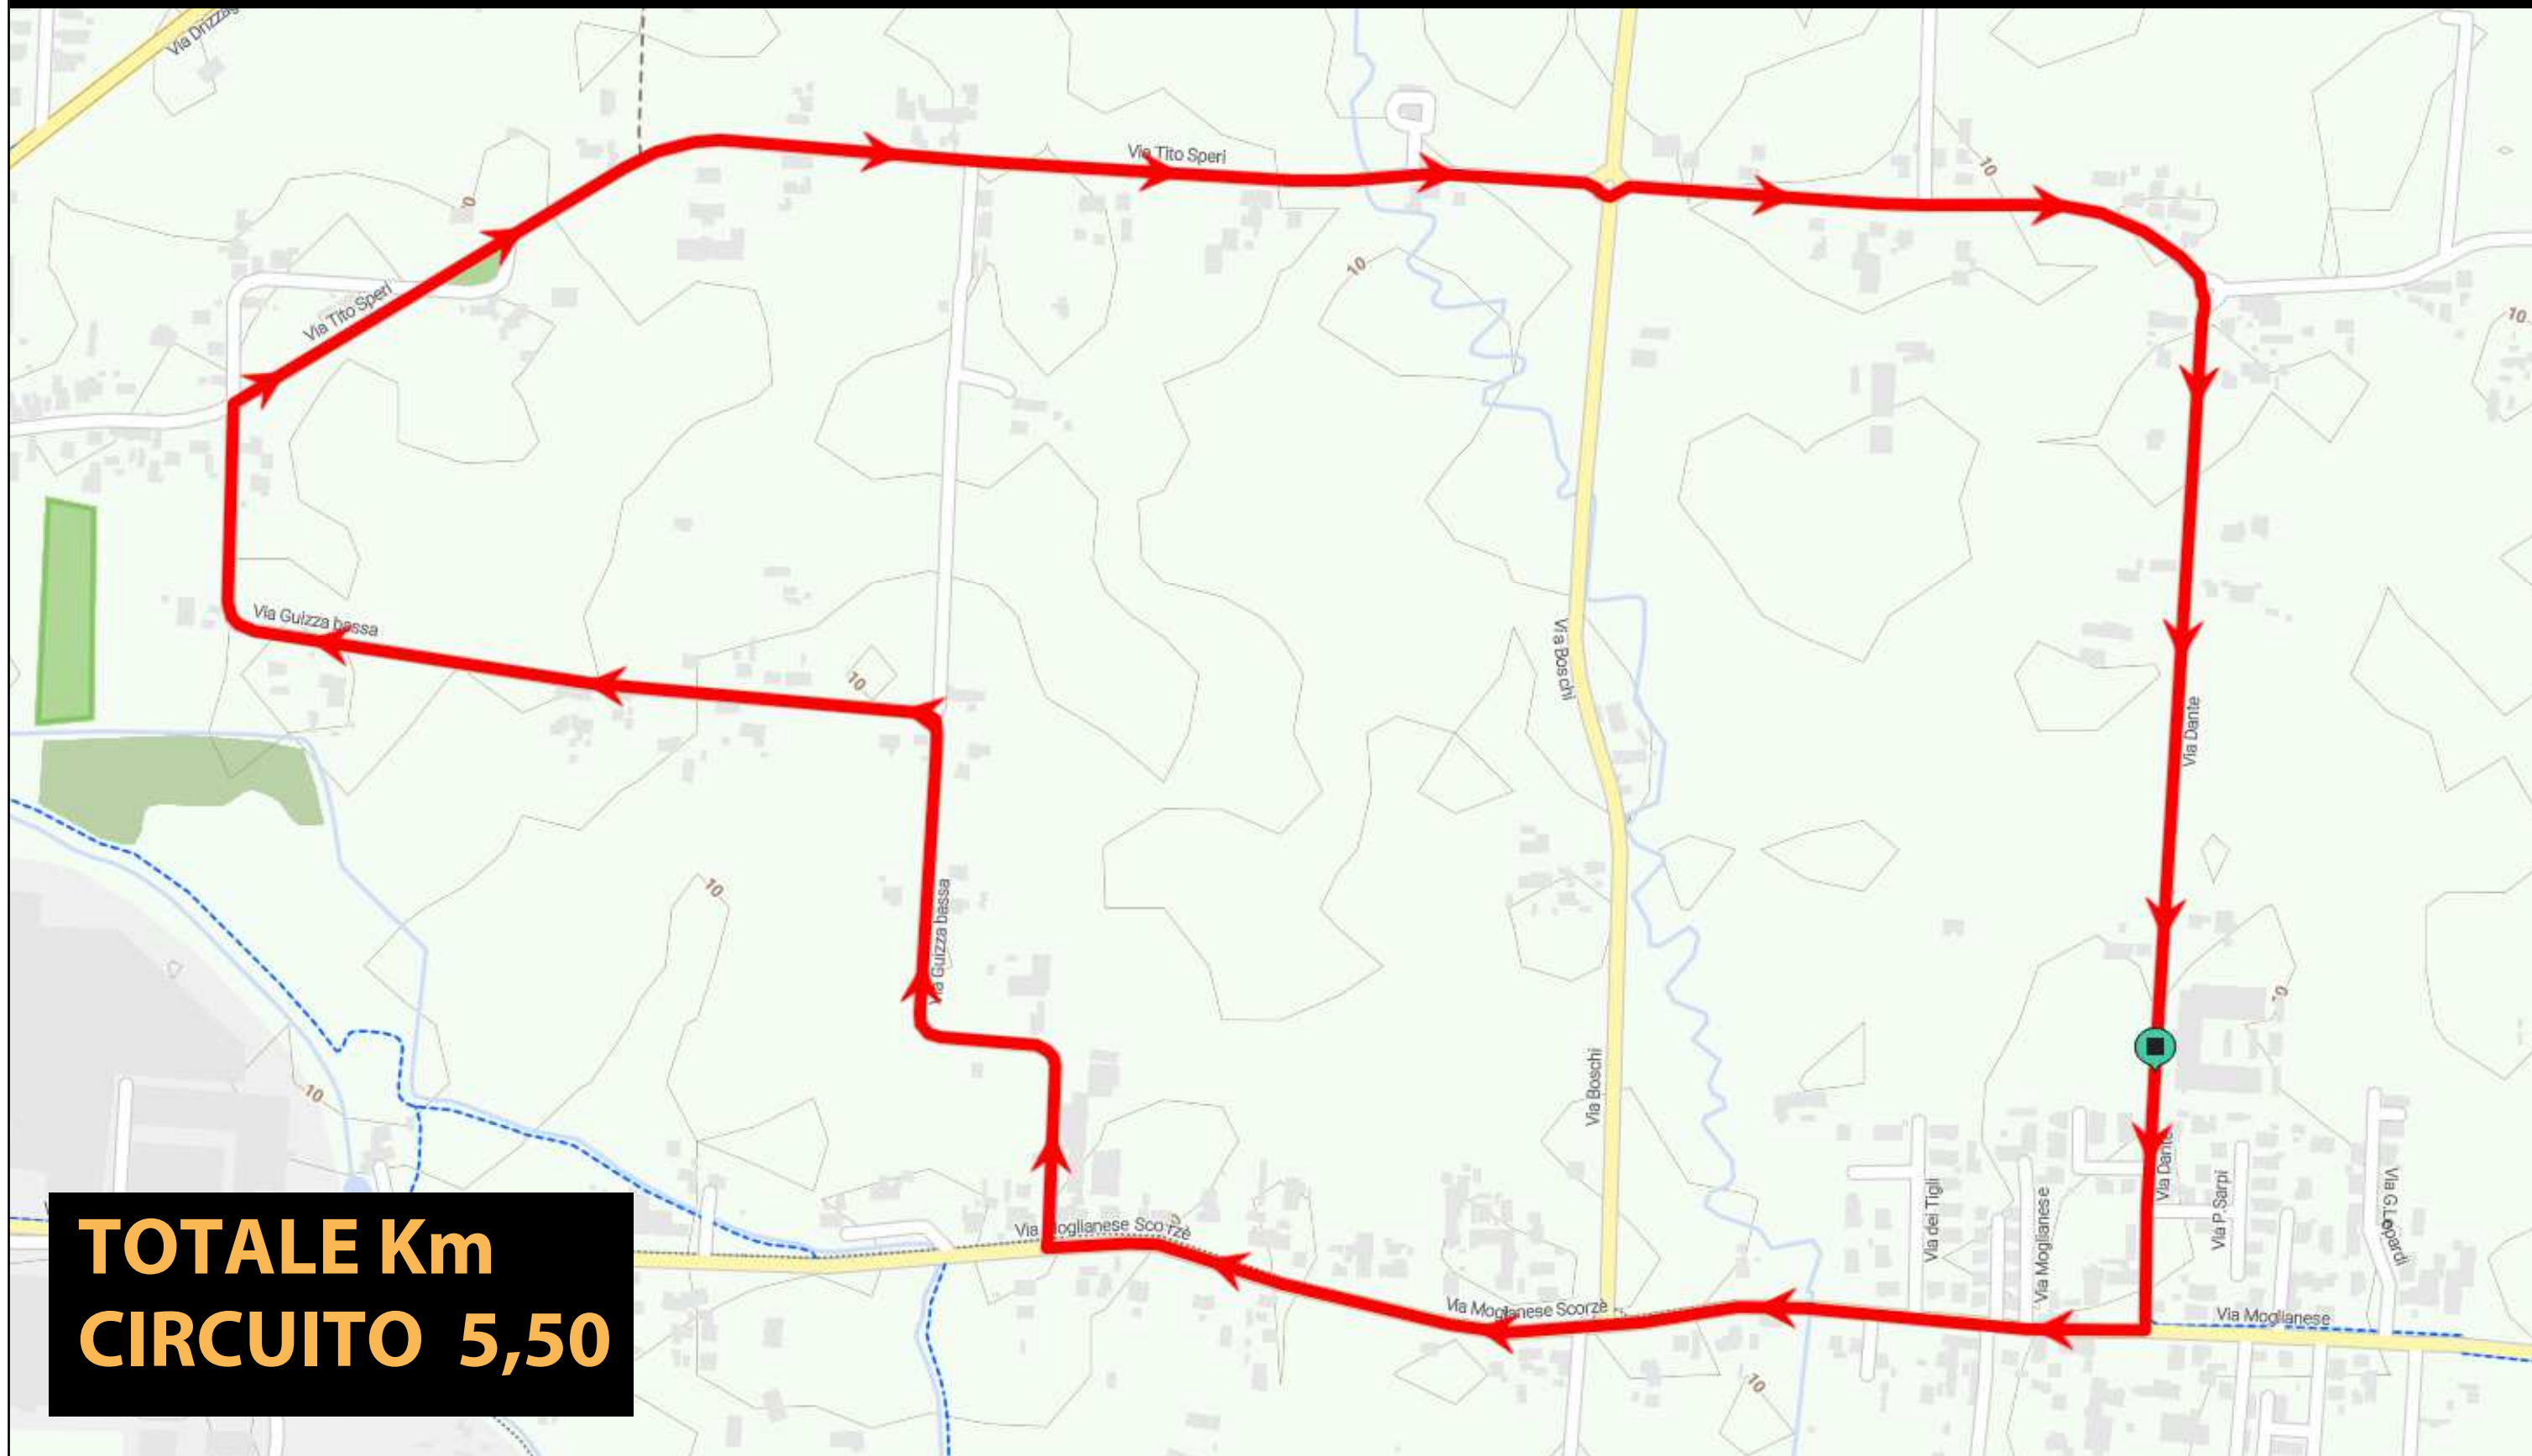 Via Drizzag
Via Tito Speri
10
10
Via Tito Speri
10
Via Guizza bassa
10
Via Boschi
Via Dante
10
Via Guizza bassa
10
10
Via Boschi
Via Dante
Via P.Sarpi
Via G.Leopardi
Via dei Tigli
Via Moglianese
Via Moglianese Scorzè
Via Moglianese Scorzè
Via Moglianese
10
TOTALE Km
CIRCUITO 5,50